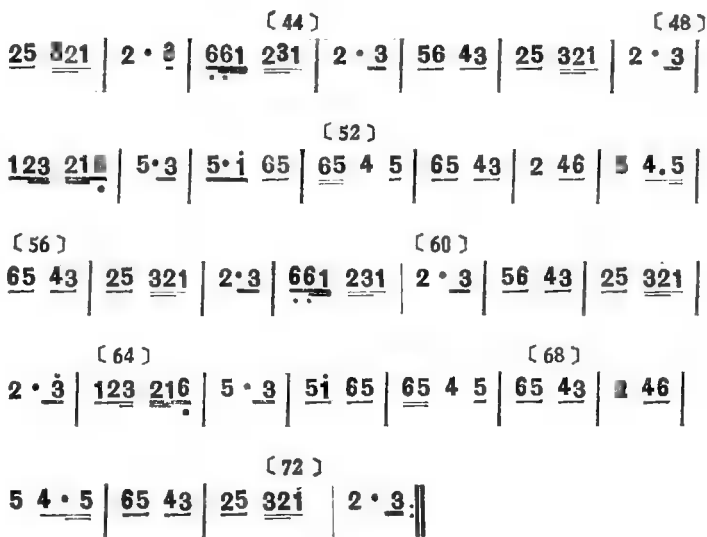 〔44〕 〔48〕
25 321 | 2 · 3 | 661 231 | 2 · 3 | 56 43 | 25 321 | 2 · 3 |
〔52〕
123 216 | 5·3 | 5·i 65 | 65 4 5 | 65 43 | 2 46 | 5 4.5 |
〔56〕 〔60〕
65 43 | 25 321 | 2·3 | 661 231 | 2 · 3 | 56 43 | 25 321 |
〔64〕 〔68〕
2 · 3 | 123 216 | 5 · 3 | 5i 65 | 65 4 5 | 65 43 | 2 46 |
〔72〕
5 4 · 5 | 65 43 | 25 321 | 2 · 3 :‖